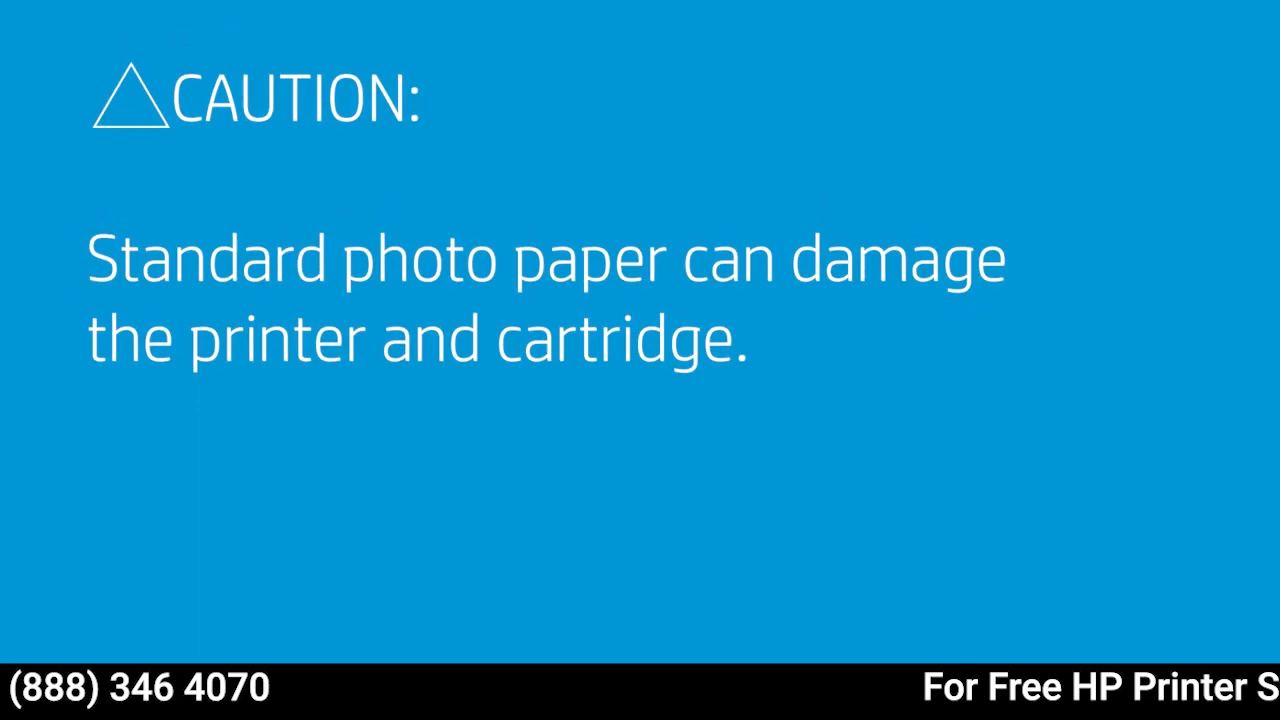 CAUTION:
Standard photo paper can damage
the printer and cartridge.
(888) 346 4070 For Free HP Printer S